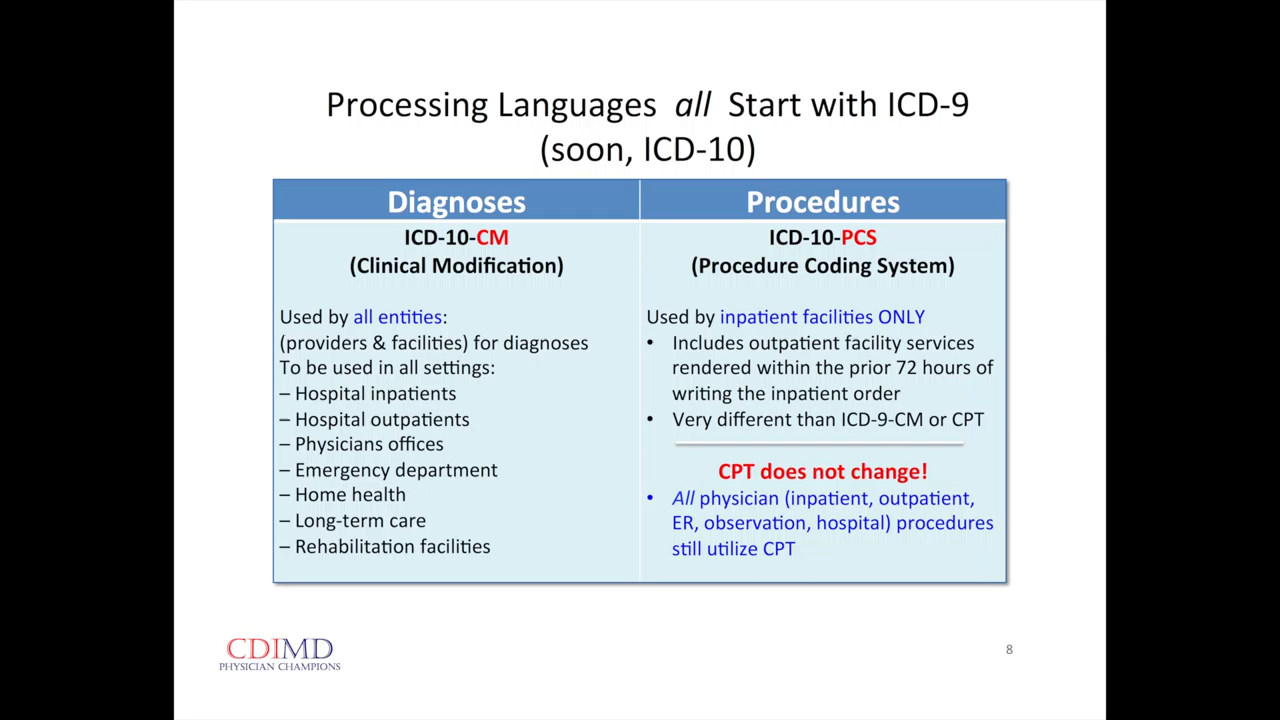 Processing Languages all Start with ICD-9
(soon, ICD-10)
Diagnoses
ICD-10-CM
(Clinical Modification)
Used by all entities:
(providers & facilities) for diagnoses
To be used in all settings:
– Hospital inpatients
– Hospital outpatients
– Physicians offices
– Emergency department
– Home health
– Long-term care
– Rehabilitation facilities
Procedures
ICD-10-PCS
(Procedure Coding System)
Used by inpatient facilities ONLY
• Includes outpatient facility services
rendered within the prior 72 hours of
writing the inpatient order
• Very different than ICD-9-CM or CPT
CPT does not change!
• All physician (inpatient, outpatient,
ER, observation, hospital) procedures
still utilize CPT
CDIMD
PHYSICIAN CHAMPIONS
8